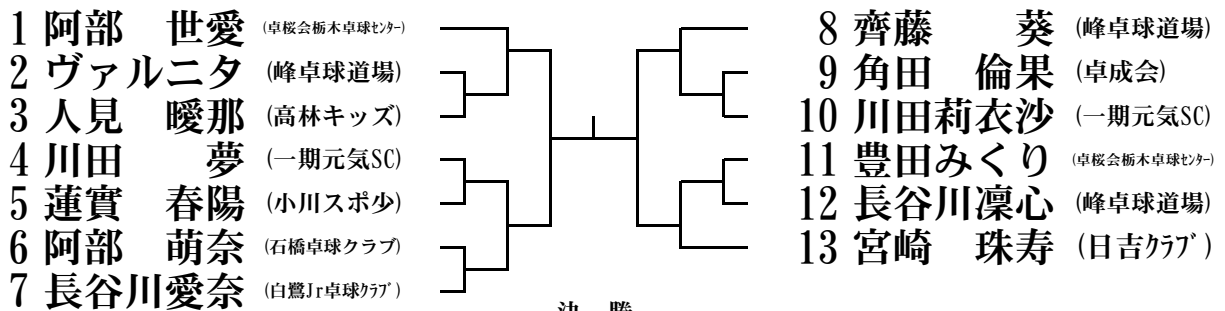 1 阿部 世愛 (卓桜会栃木卓球ｾﾝﾀｰ)
2 ヴァルニタ (峰卓球道場)
3 人見 曖那 (高林キッズ)
4 川田 夢 (一期元気SC)
5 蓮實 春陽 (小川スポ少)
6 阿部 萌奈 (石橋卓球クラブ)
7 長谷川愛奈 (白鷺Jr卓球ｸﾗﾌﾞ)
8 齊藤 葵 (峰卓球道場)
9 角田 倫果 (卓成会)
10 川田莉衣沙 (一期元気SC)
11 豊田みくり (卓桜会栃木卓球ｾﾝﾀｰ)
12 長谷川凜心 (峰卓球道場)
13 宮崎 珠寿 (日吉ｸﾗﾌﾞ)
決 勝